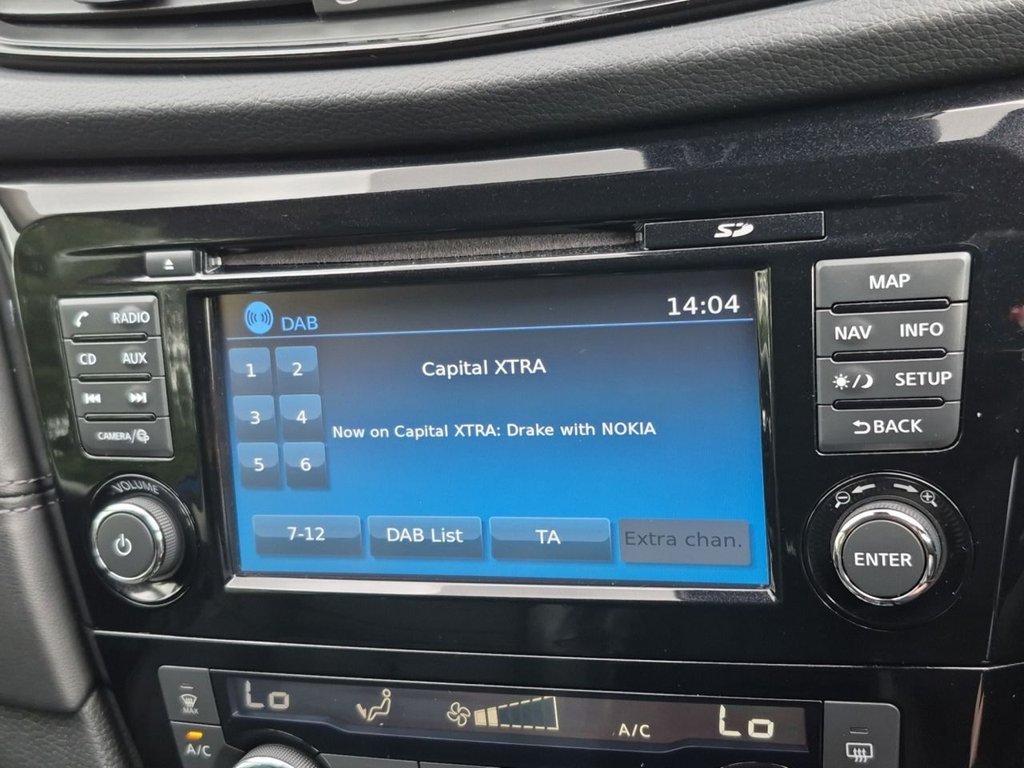 SD
MAP
NAV INFO
SETUP
BACK
RADIO
CD AUX
CAMERA/
VOLUME
DAB
14:04
1 2
3 4
5 6
Capital XTRA
Now on Capital XTRA: Drake with NOKIA
7-12
DAB List
TA
Extra chan.
ENTER
MAX
A/C
Lo
A/C
Lo